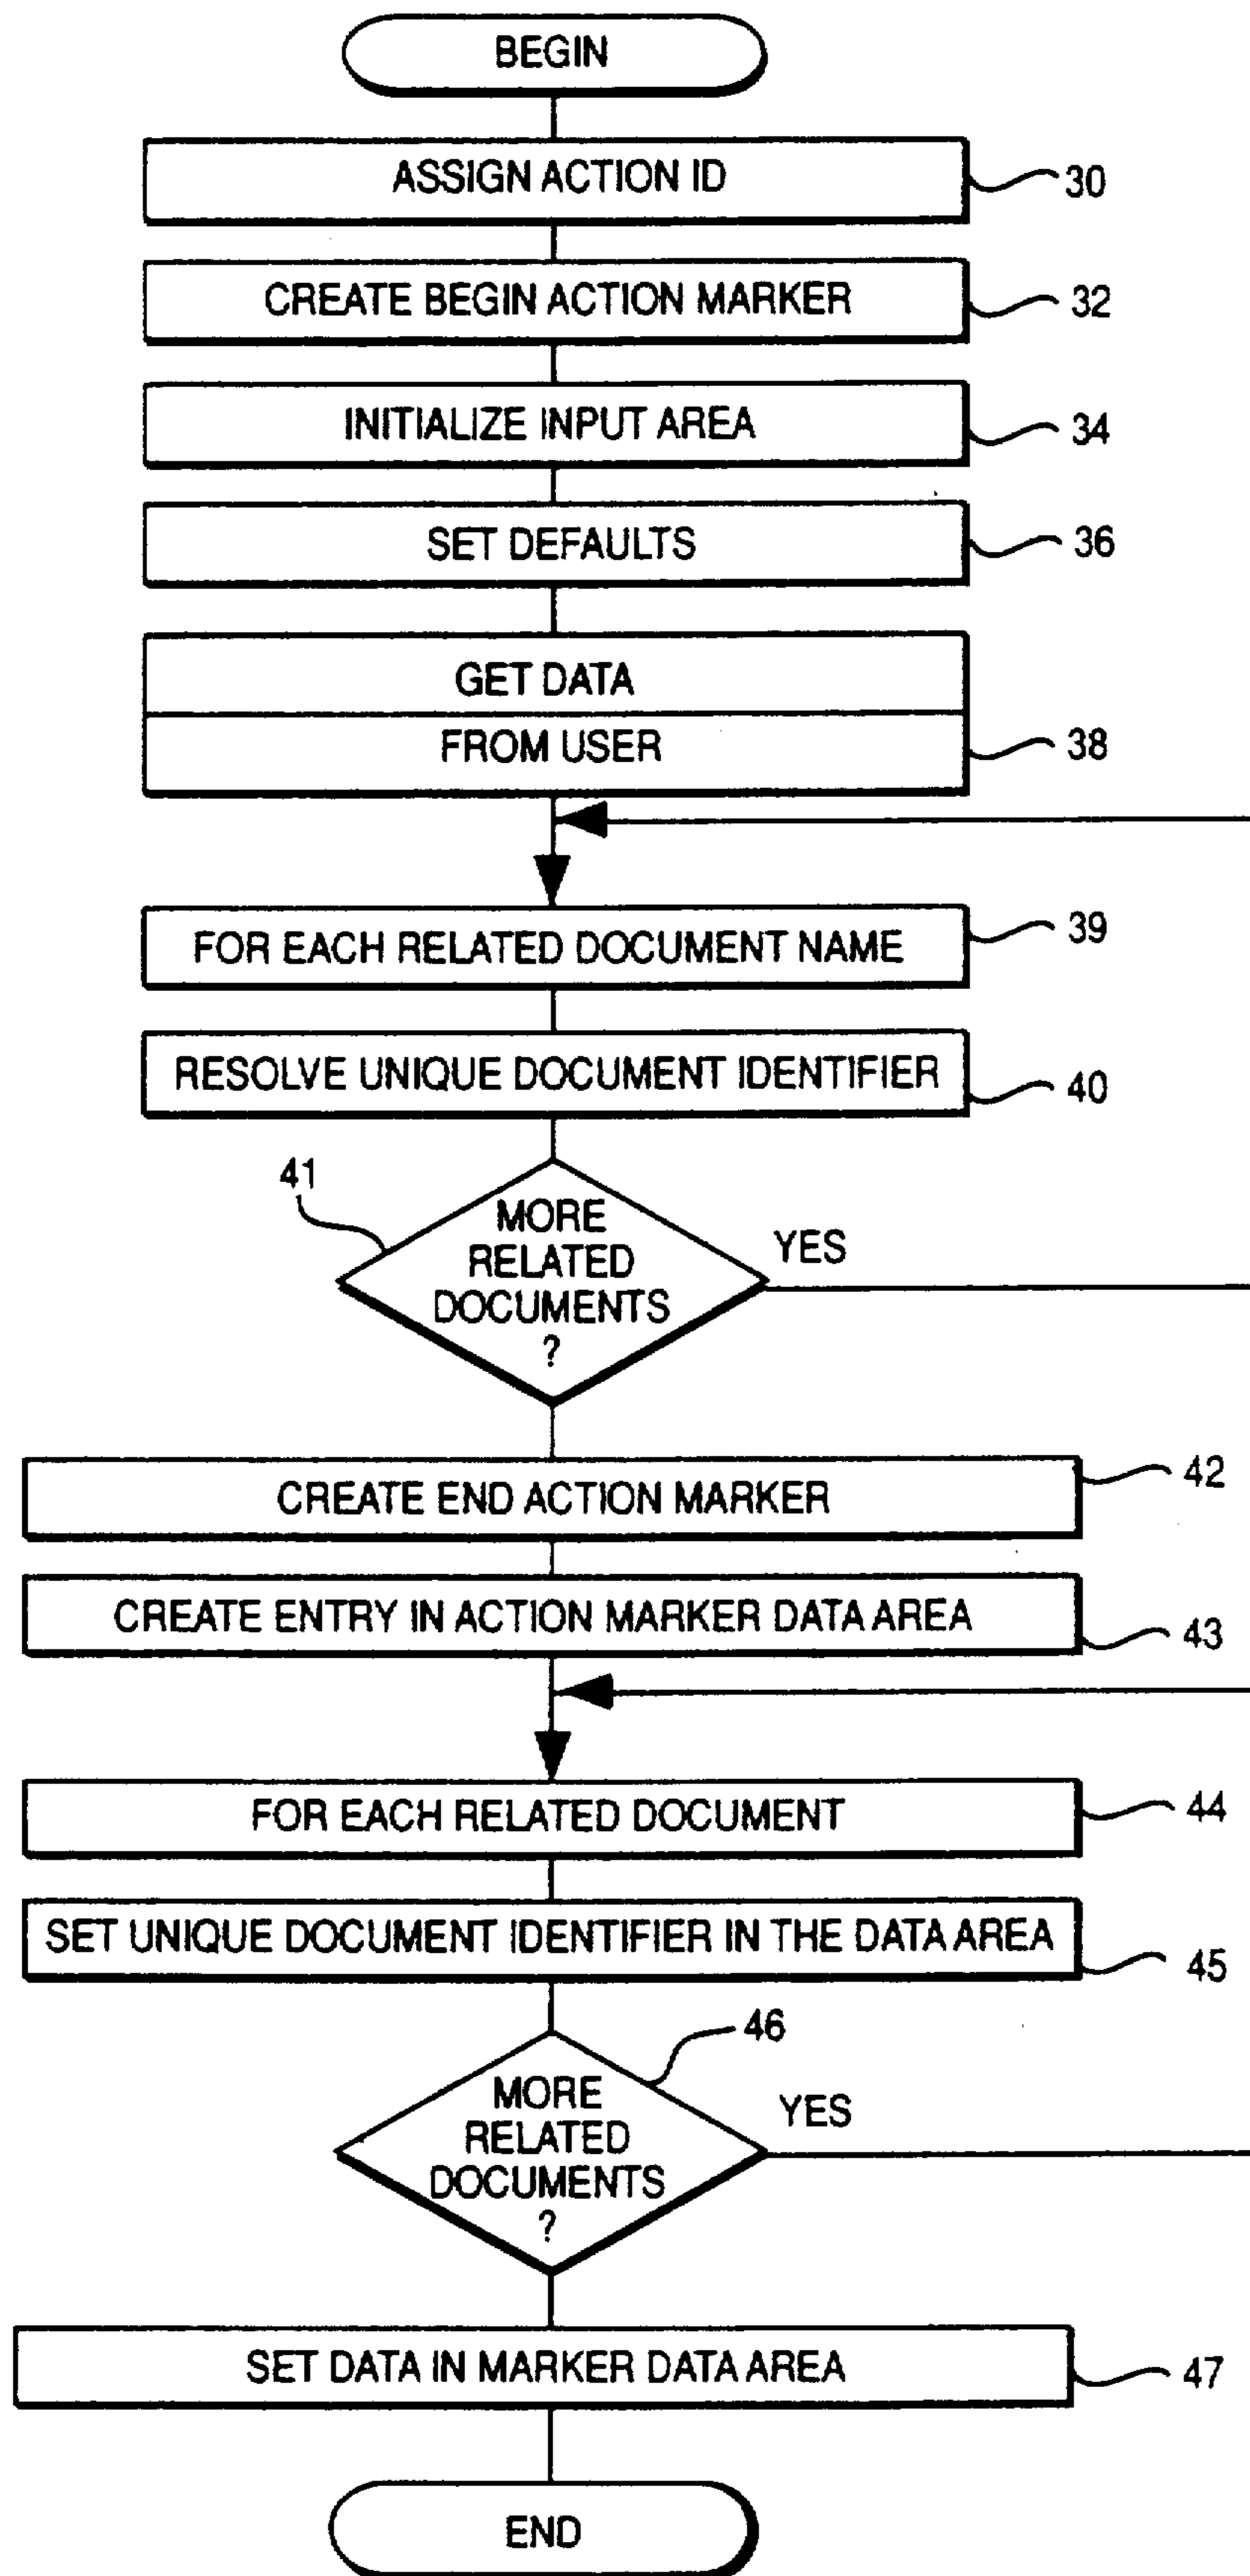 BEGIN
ASSIGN ACTION ID
30
CREATE BEGIN ACTION MARKER
32
INITIALIZE INPUT AREA
34
SET DEFAULTS
36
GET DATA
FROM USER
38
FOR EACH RELATED DOCUMENT NAME
39
RESOLVE UNIQUE DOCUMENT IDENTIFIER
40
41
MORE
RELATED
DOCUMENTS
?
YES
CREATE END ACTION MARKER
42
CREATE ENTRY IN ACTION MARKER DATA AREA
43
FOR EACH RELATED DOCUMENT
44
SET UNIQUE DOCUMENT IDENTIFIER IN THE DATA AREA
45
46
MORE
RELATED
DOCUMENTS
?
YES
SET DATA IN MARKER DATA AREA
47
END